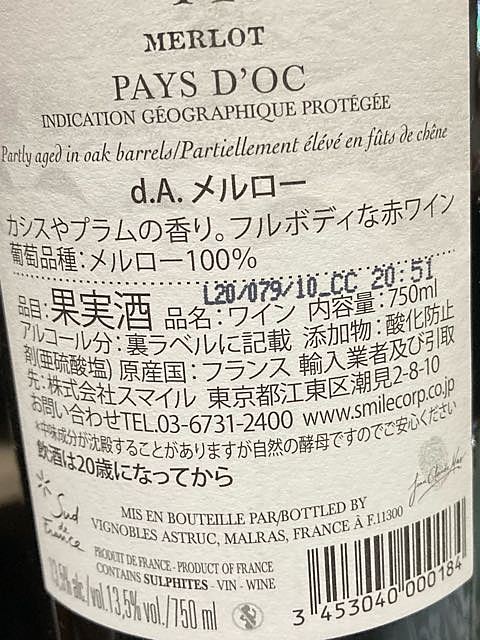 MERLOT
PAYS D'OC
INDICATION GÉOGRAPHIQUE PROTÉGÉE
Partly aged in oak barrels/Partiellement élévé en fûts de chêne
d.A. メルロー
カシスやプラムの香り。フルボディな赤ワイン
葡萄品種：メルロー100%
L20/079/10_CC 20:51
品目：果実酒 品名：ワイン 内容量：750ml
アルコール分：裏ラベルに記載 添加物：酸化防止
剤(亜硫酸塩) 原産国：フランス 輸入業者及び引取
先：株式会社スマイル 東京都江東区潮見2-8-10
お問い合わせTEL.03-6731-2400 www.smilecorp.co.jp
*中味成分が沈殿することがありますが自然の酵母ですのでご安心ください
飲酒は20歳になってから
Sud de France
MIS EN BOUTEILLE PAR/BOTTLED BY
VIGNOBLES ASTRUC, MALRAS, FRANCE À F.11300
PRODUIT DE FRANCE - PRODUCT OF FRANCE
CONTAINS SULPHITES - VIN - WINE
13,5% alc./vol.13,5% vol./750 ml
3 453040 000184